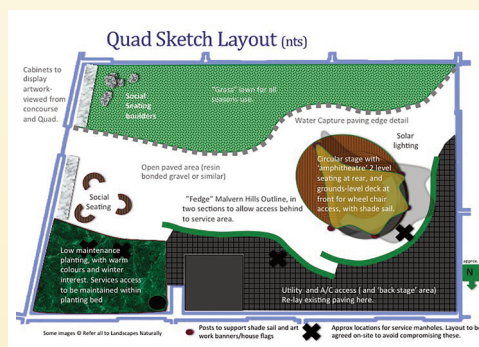 Quad Sketch Layout (nts)
Cabinets to
display
artwork-
viewed from
concourse
and Quad.
Social
Seating
boulders
"Grass" lawn for all
seasons use.
Water Capture paving edge detail
Solar
lighting
Open paved area (resin
bonded gravel or similar)
Circular stage with
'amphitheatre' 2 level
seating at rear, and
grounds-level deck at
front for wheel chair
access, with shade sail.
Social
Seating
"Fedge" Malvern Hills Outline, in
two sections to allow access behind
to service area.
Low maintenance
planting, with warm
colours and winter
interest. Services access
to be maintained within
planting bed
approx.
N
Utility and A/C access ( and 'back stage' area)
Re-lay existing paving here.
Some images © Refer all to Landscapes Naturally
Posts to support shade sail and art
work banners/house flags
Approx locations for service manholes. Layout to be
agreed on-site to avoid compromising these.